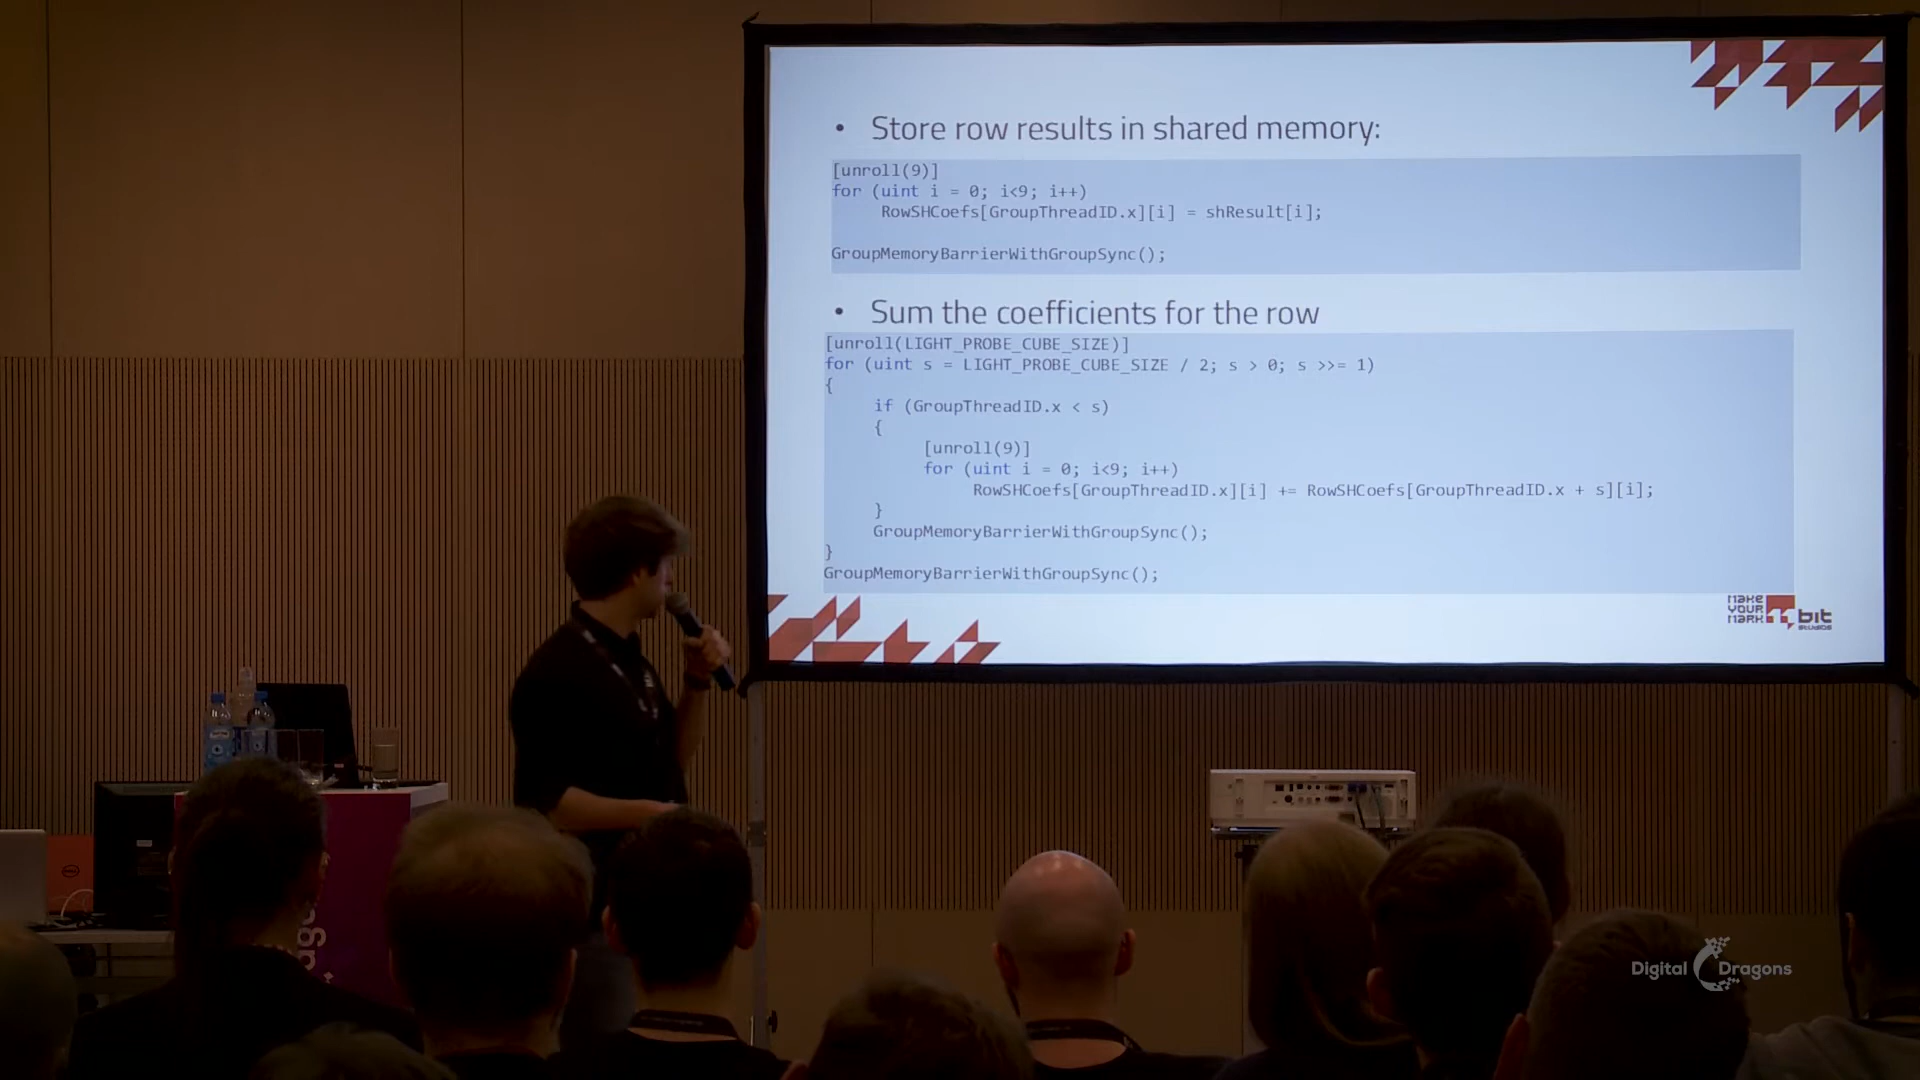 • Store row results in shared memory:
[unroll(9)]
for (uint i = 0; i<9; i++)
RowSHCoefs[GroupThreadID.x][i] = shResult[i];
GroupMemoryBarrierWithGroupSync();
• Sum the coefficients for the row
[unroll(LIGHT_PROBE_CUBE_SIZE)]
for (uint s = LIGHT_PROBE_CUBE_SIZE / 2; s > 0; s >>= 1)
{
if (GroupThreadID.x < s)
{
[unroll(9)]
for (uint i = 0; i<9; i++)
RowSHCoefs[GroupThreadID.x][i] += RowSHCoefs[GroupThreadID.x + s][i];
}
GroupMemoryBarrierWithGroupSync();
}
GroupMemoryBarrierWithGroupSync();
MAKE
YOUR
MARK
11 bit
STUDIOS
Digital Dragons